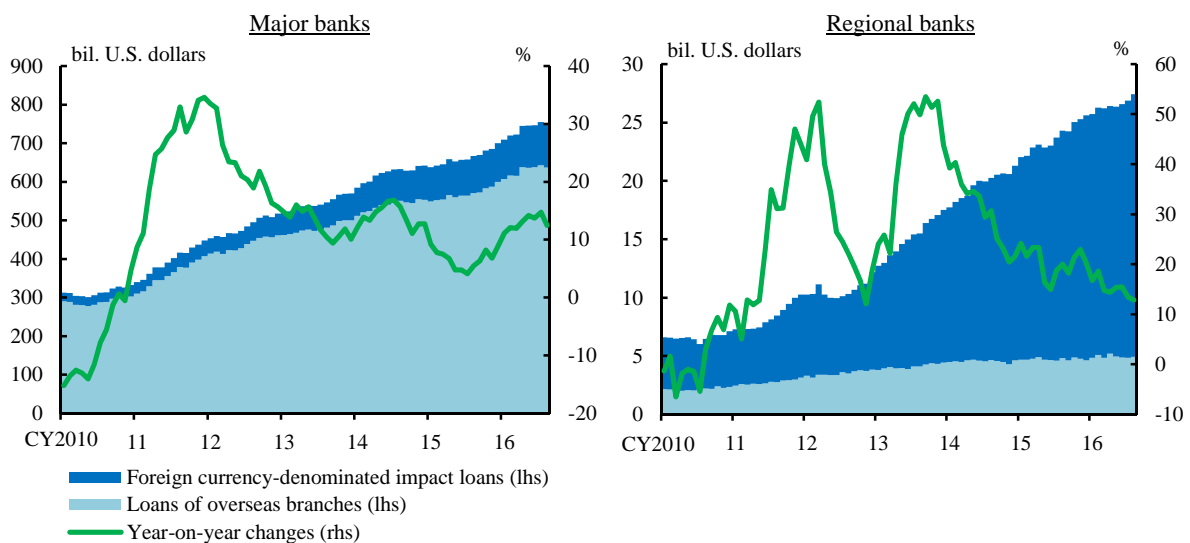 Major banks
bil. U.S. dollars %
900 40
800
700 30
600 20
500
10
400
300 0
200
-10
100
0 -20
CY2010 11 12 13 14 15 16
Regional banks
bil. U.S. dollars %
30 60
25 50
40
20
30
15
20
10
10
5 0
0 -10
CY2010 11 12 13 14 15 16
Foreign currency-denominated impact loans (lhs)
Loans of overseas branches (lhs)
Year-on-year changes (rhs)